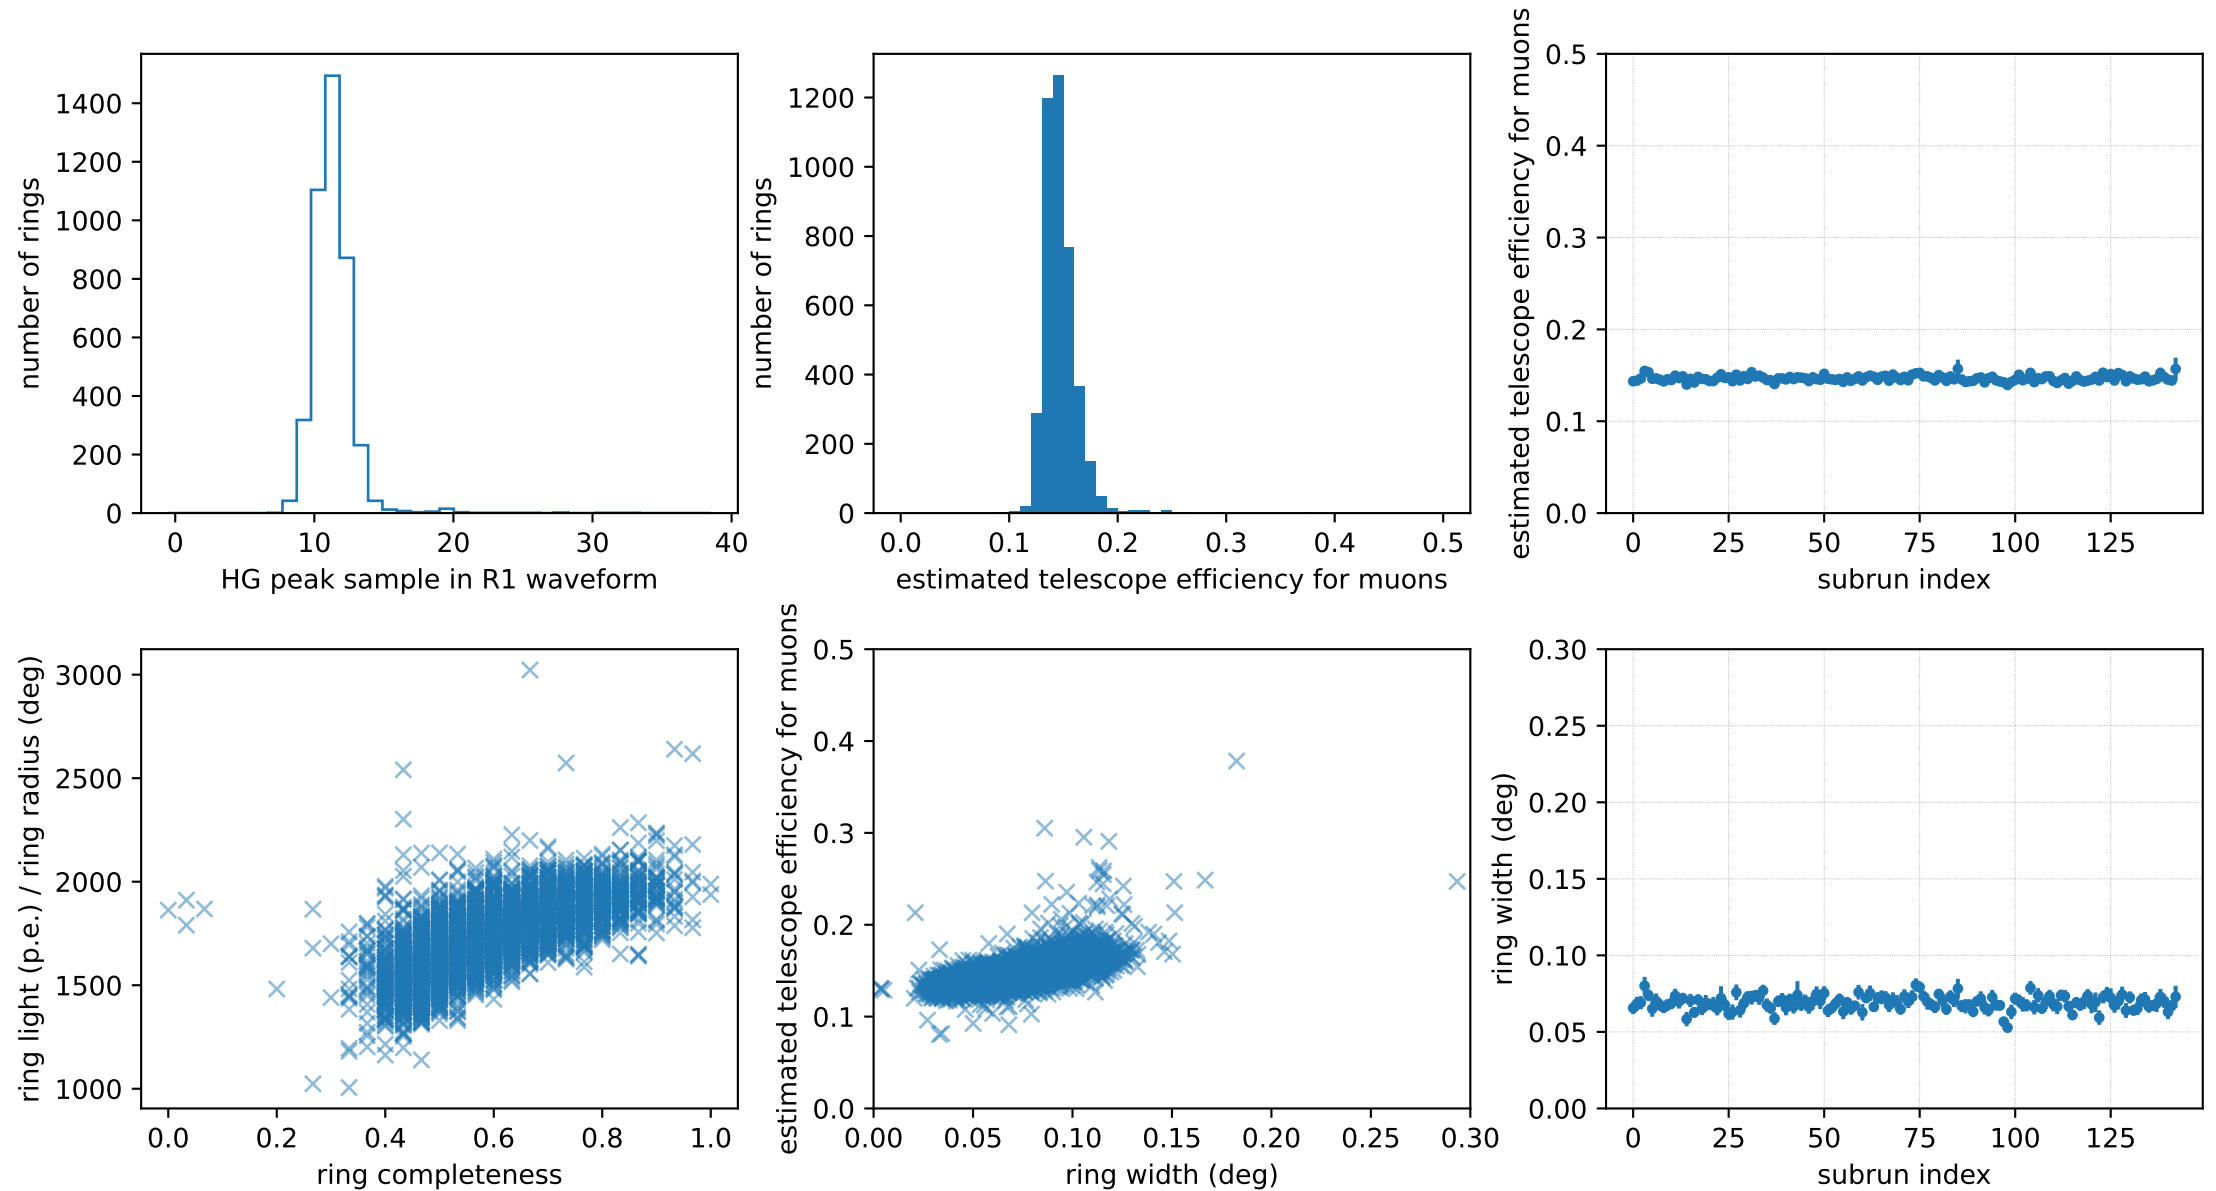 number of rings
1400
1200
1000
800
600
400
200
0
0 10 20 30 40
HG peak sample in R1 waveform
number of rings
1200
1000
800
600
400
200
0
0.0 0.1 0.2 0.3 0.4 0.5
estimated telescope efficiency for muons
estimated telescope efficiency for muons
0.5
0.4
0.3
0.2
0.1
0.0
0 25 50 75 100 125
subrun index
ring light (p.e.) / ring radius (deg)
3000
2500
2000
1500
1000
0.0 0.2 0.4 0.6 0.8 1.0
ring completeness
estimated telescope efficiency for muons
0.5
0.4
0.3
0.2
0.1
0.0
0.00 0.05 0.10 0.15 0.20 0.25 0.30
ring width (deg)
ring width (deg)
0.30
0.25
0.20
0.15
0.10
0.05
0.00
0 25 50 75 100 125
subrun index